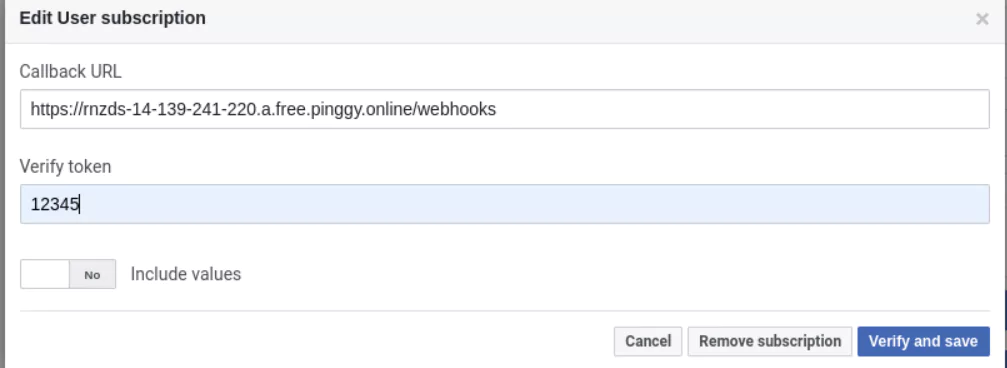 Edit User subscription
×
Callback URL
https://rnzds-14-139-241-220.a.free.pinggy.online/webhooks
Verify token
12345
No Include values
Cancel Remove subscription Verify and save